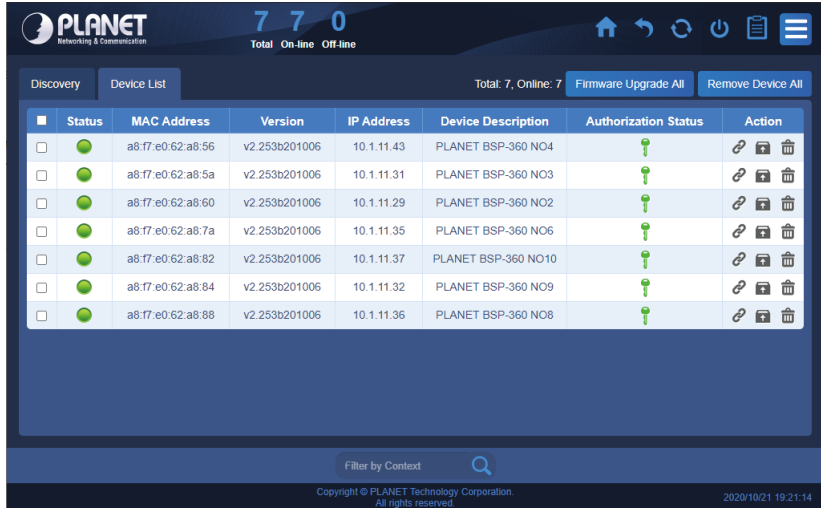 PLANET
Networking & Communication
7 7 0
Total On-line Off-line
Discovery Device List Total: 7, Online: 7 Firmware Upgrade All Remove Device All
Status MAC Address Version IP Address Device Description Authorization Status Action
a8:f7:e0:62:a8:56 v2.253b201006 10.1.11.43 PLANET BSP-360 NO4
a8:f7:e0:62:a8:5a v2.253b201006 10.1.11.31 PLANET BSP-360 NO3
a8:f7:e0:62:a8:60 v2.253b201006 10.1.11.29 PLANET BSP-360 NO2
a8:f7:e0:62:a8:7a v2.253b201006 10.1.11.35 PLANET BSP-360 NO6
a8:f7:e0:62:a8:82 v2.253b201006 10.1.11.37 PLANET BSP-360 NO10
a8:f7:e0:62:a8:84 v2.253b201006 10.1.11.32 PLANET BSP-360 NO9
a8:f7:e0:62:a8:88 v2.253b201006 10.1.11.36 PLANET BSP-360 NO8
Filter by Context
Copyright © PLANET Technology Corporation.
All rights reserved.
2020/10/21 19:21:14